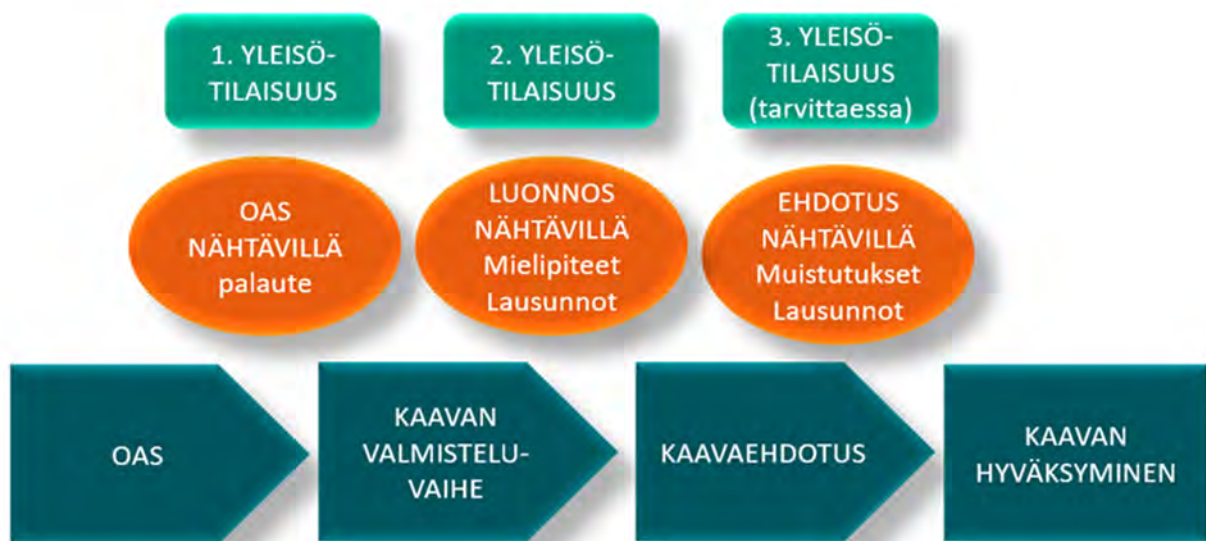 1. YLEISÖ-
TILAISUUS
2. YLEISÖ-
TILAISUUS
3. YLEISÖ-
TILAISUUS
(tarvittaessa)
OAS
NÄHTÄVILLÄ
palaute
LUONNOS
NÄHTÄVILLÄ
Mielipiteet
Lausunnot
EHDOTUS
NÄHTÄVILLÄ
Muistutukset
Lausunnot
OAS
KAAVAN
VALMISTELU-
VAIHE
KAAVAEHDOTUS
KAAVAN
HYVÄKSYMINEN